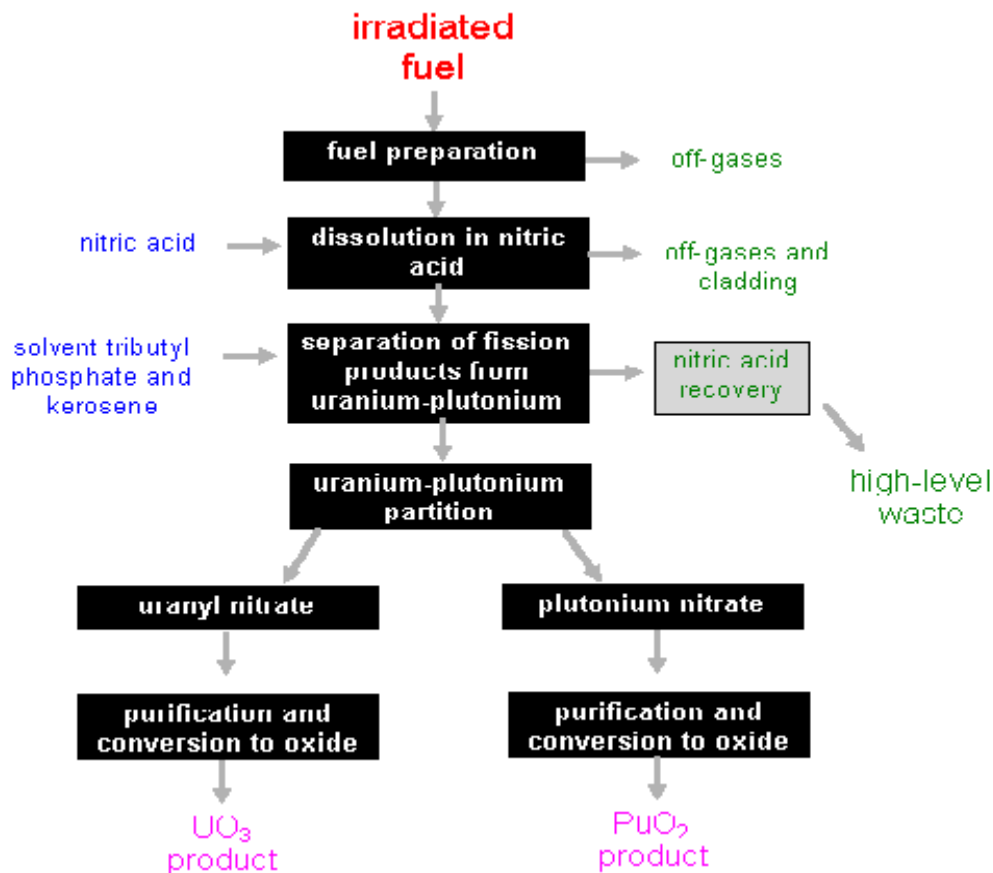 irradiated
fuel
fuel preparation
off-gases
nitric acid
dissolution in nitric
acid
off-gases and
cladding
solvent tributyl
phosphate and
kerosene
separation of fission
products from
uranium-plutonium
nitric acid
recovery
high-level
waste
uranium-plutonium
partition
uranyl nitrate
plutonium nitrate
purification and
conversion to oxide
purification and
conversion to oxide
UO₃
product
PuO₂
product